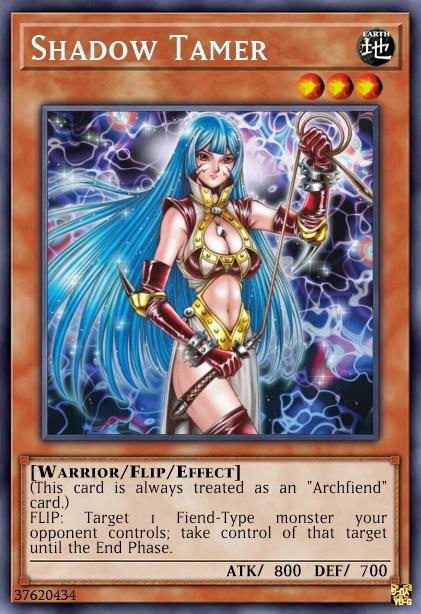 Shadow Tamer
EARTH
地
[Warrior/Flip/Effect]
(This card is always treated as an "Archfiend"
card.)
FLIP: Target 1 Fiend-Type monster your
opponent controls; take control of that target
until the End Phase.
ATK/ 800 DEF/ 700
37620434